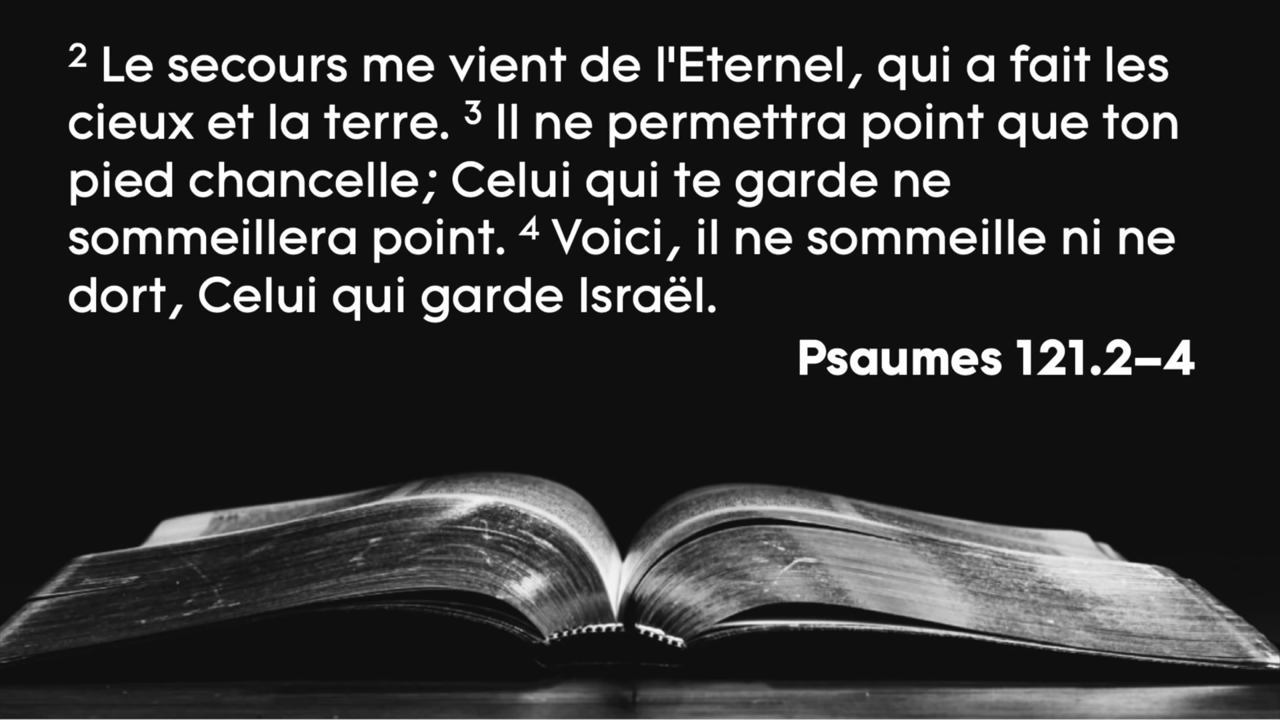 ² Le secours me vient de l'Eternel, qui a fait les
cieux et la terre. ³ Il ne permettra point que ton
pied chancelle; Celui qui te garde ne
sommeillera point. ⁴ Voici, il ne sommeille ni ne
dort, Celui qui garde Israël.
Psaumes 121.2–4